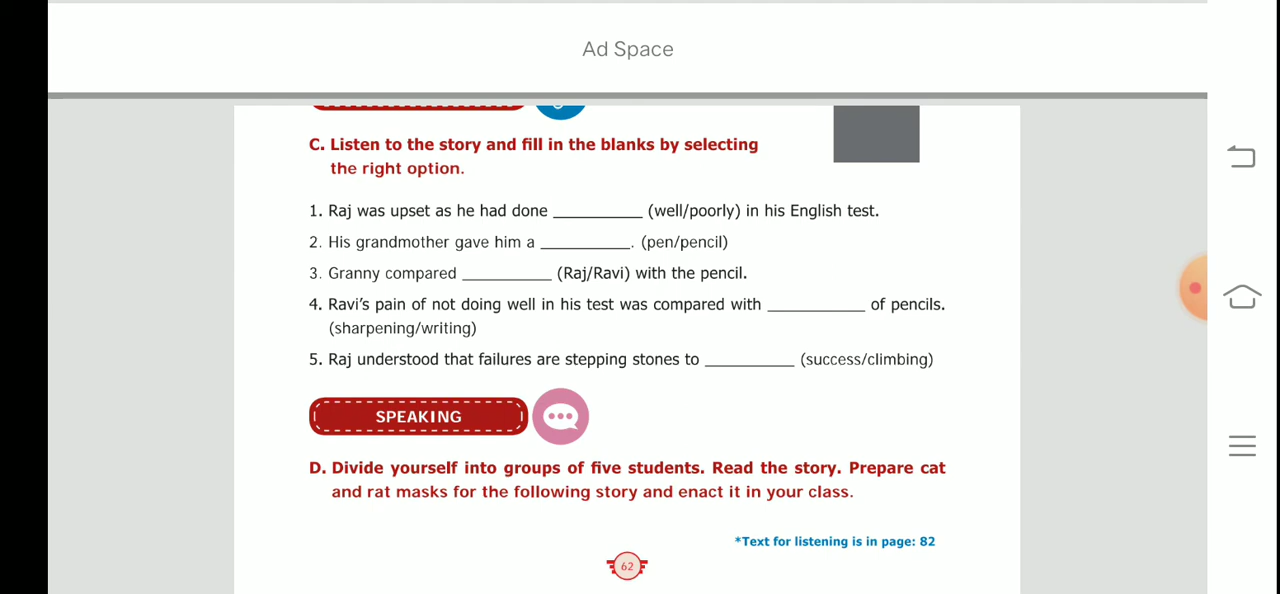 Ad Space
C. Listen to the story and fill in the blanks by selecting
the right option.
1. Raj was upset as he had done __________ (well/poorly) in his English test.
2. His grandmother gave him a __________. (pen/pencil)
3. Granny compared __________ (Raj/Ravi) with the pencil.
4. Ravi’s pain of not doing well in his test was compared with ___________ of pencils.
(sharpening/writing)
5. Raj understood that failures are stepping stones to __________ (success/climbing)
SPEAKING
D. Divide yourself into groups of five students. Read the story. Prepare cat
and rat masks for the following story and enact it in your class.
*Text for listening is in page: 82
62